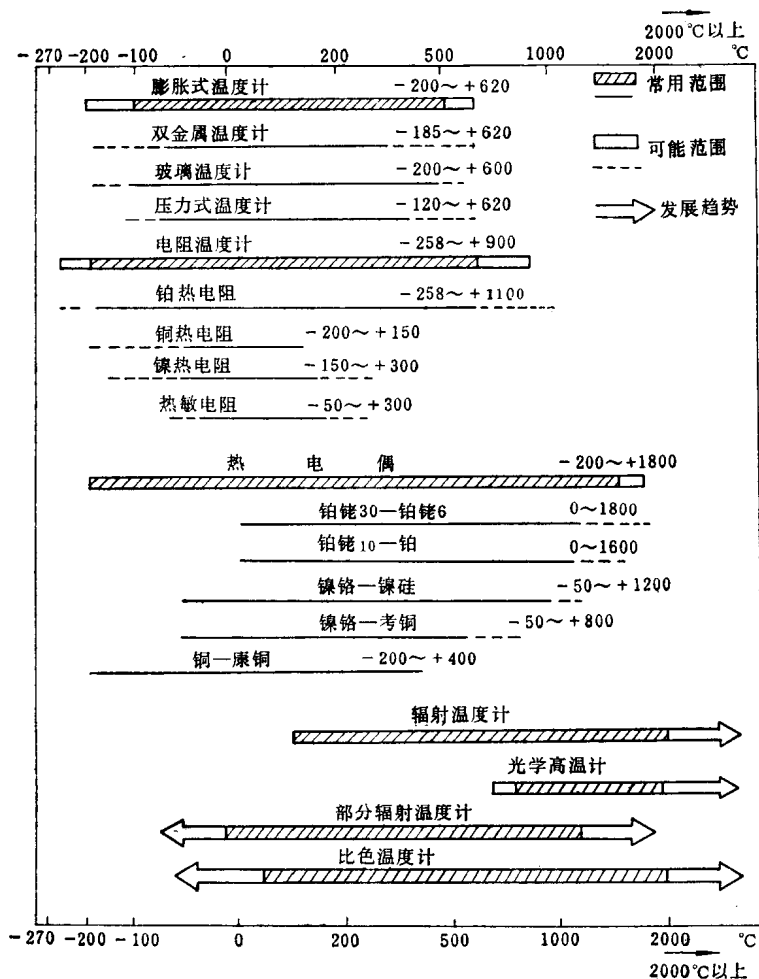 2000℃以上
-270 -200 -100 0 200 500 1000 2000 ℃
膨胀式温度计 -200～+620 常用范围
双金属温度计 -185～+620
玻璃温度计 -200～+600 可能范围
压力式温度计 -120～+620 发展趋势
电阻温度计 -258～+900
铂热电阻 -258～+1100
铜热电阻 -200～+150
镍热电阻 -150～+300
热敏电阻 -50～+300
热电偶 -200～+1800
铂铑30—铂铑6 0～1800
铂铑10—铂 0～1600
镍铬—镍硅 -50～+1200
镍铬—考铜 -50～+800
铜—康铜 -200～+400
辐射温度计
光学高温计
部分辐射温度计
比色温度计
-270 -200 -100 0 200 500 1000 2000 ℃
2000℃以上